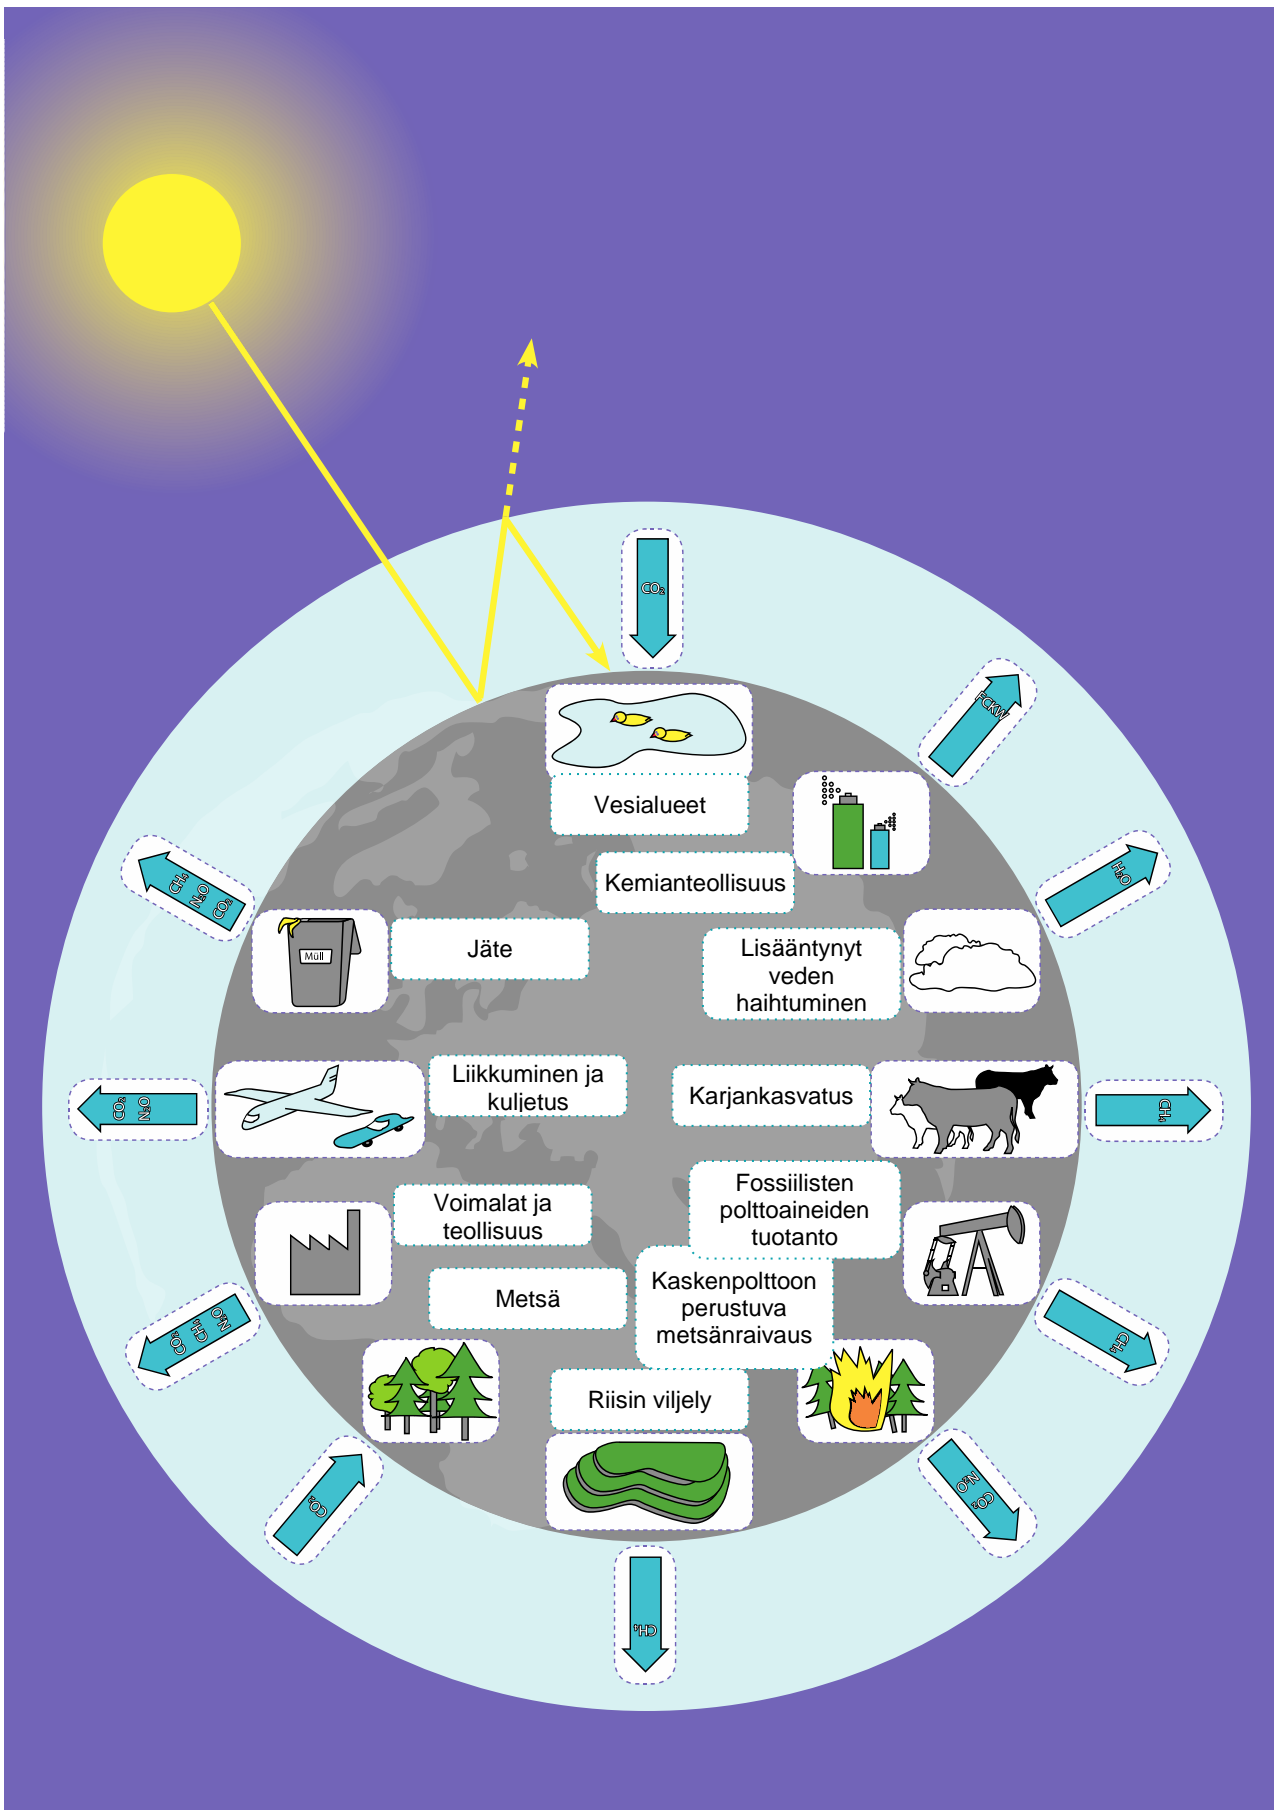 CO₂
FCKW
Vesialueet
Kemianteollisuus
H₂O
CH₄
N₂O
CO₂
Müll
Jäte
Lisääntynyt
veden
haihtuminen
CO₂
N₂O
Liikkuminen ja
kuljetus
Karjankasvatus
CH₄
Voimalat ja
teollisuus
Fossiilisten
polttoaineiden
tuotanto
N₂O
CH₄
CO₂
Metsä
Kaskenpolttoon
perustuva
metsänraivaus
CH₄
Riisin viljely
CO₂
CO₂
N₂O
CH₄